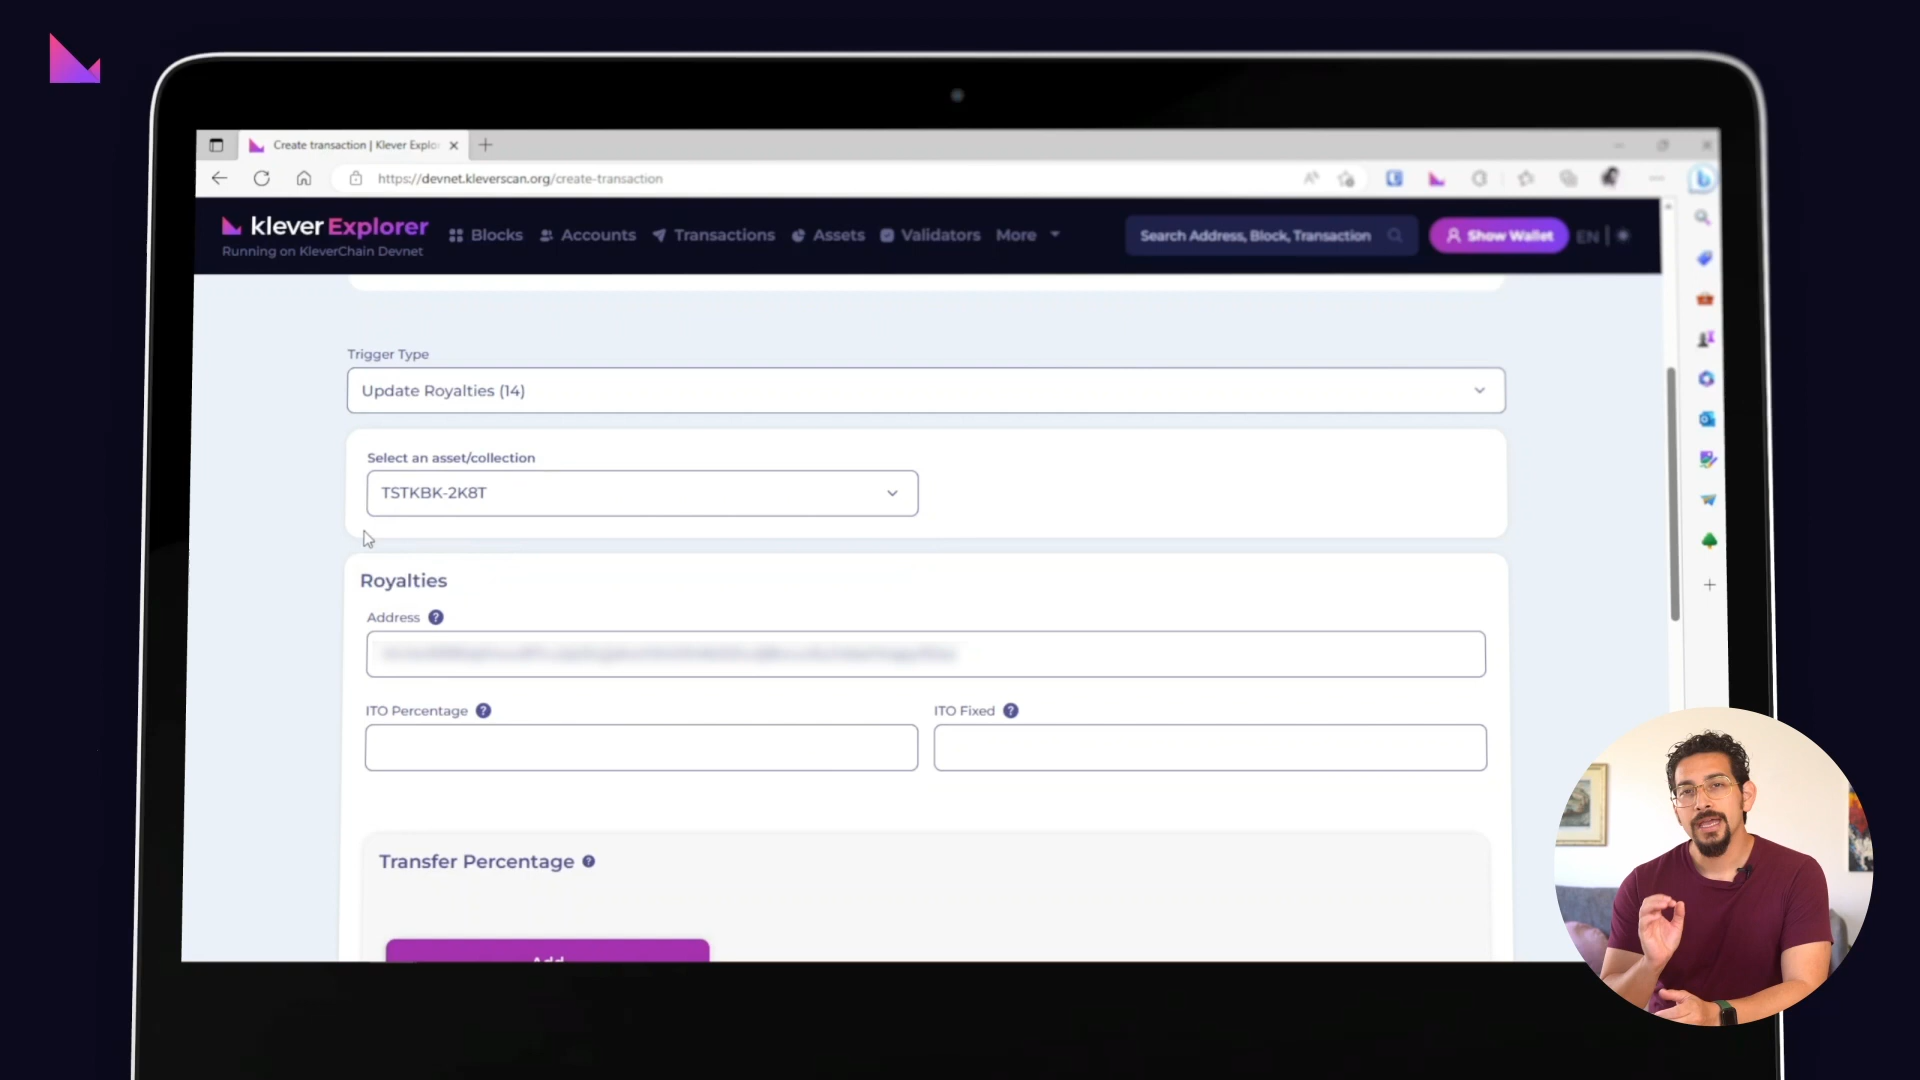 Create transaction | Klever Explo
https://devnet.kleverscan.org/create-transaction
klever Explorer
Running on KleverChain Devnet
Blocks
Accounts
Transactions
Assets
Validators
More
Search Address, Block, Transaction
Show Wallet
EN
Trigger Type
Update Royalties (14)
Select an asset/collection
TSTKBK-2K8T
Royalties
Address ?
ITO Percentage ?
ITO Fixed ?
Transfer Percentage ?
Add